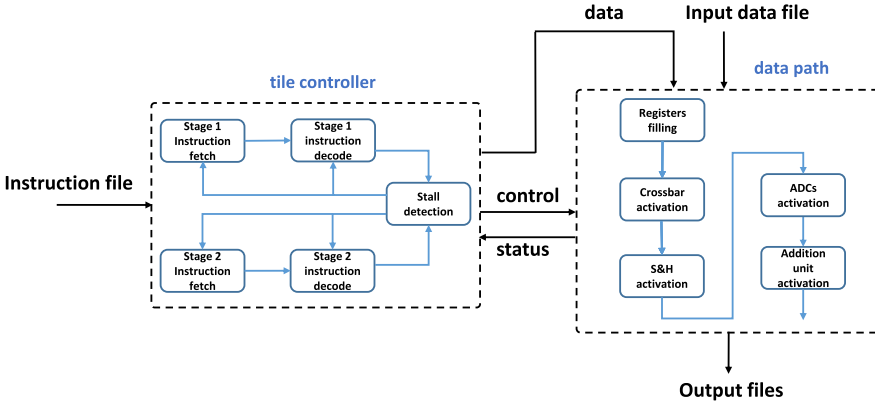 data
Input data file
tile controller
data path
Stage 1
Instruction
fetch
Stage 1
instruction
decode
Registers
filling
Instruction file
Stall
detection
control
status
Crossbar
activation
ADCs
activation
Stage 2
Instruction
fetch
Stage 2
instruction
decode
S&H
activation
Addition
unit
activation
Output files